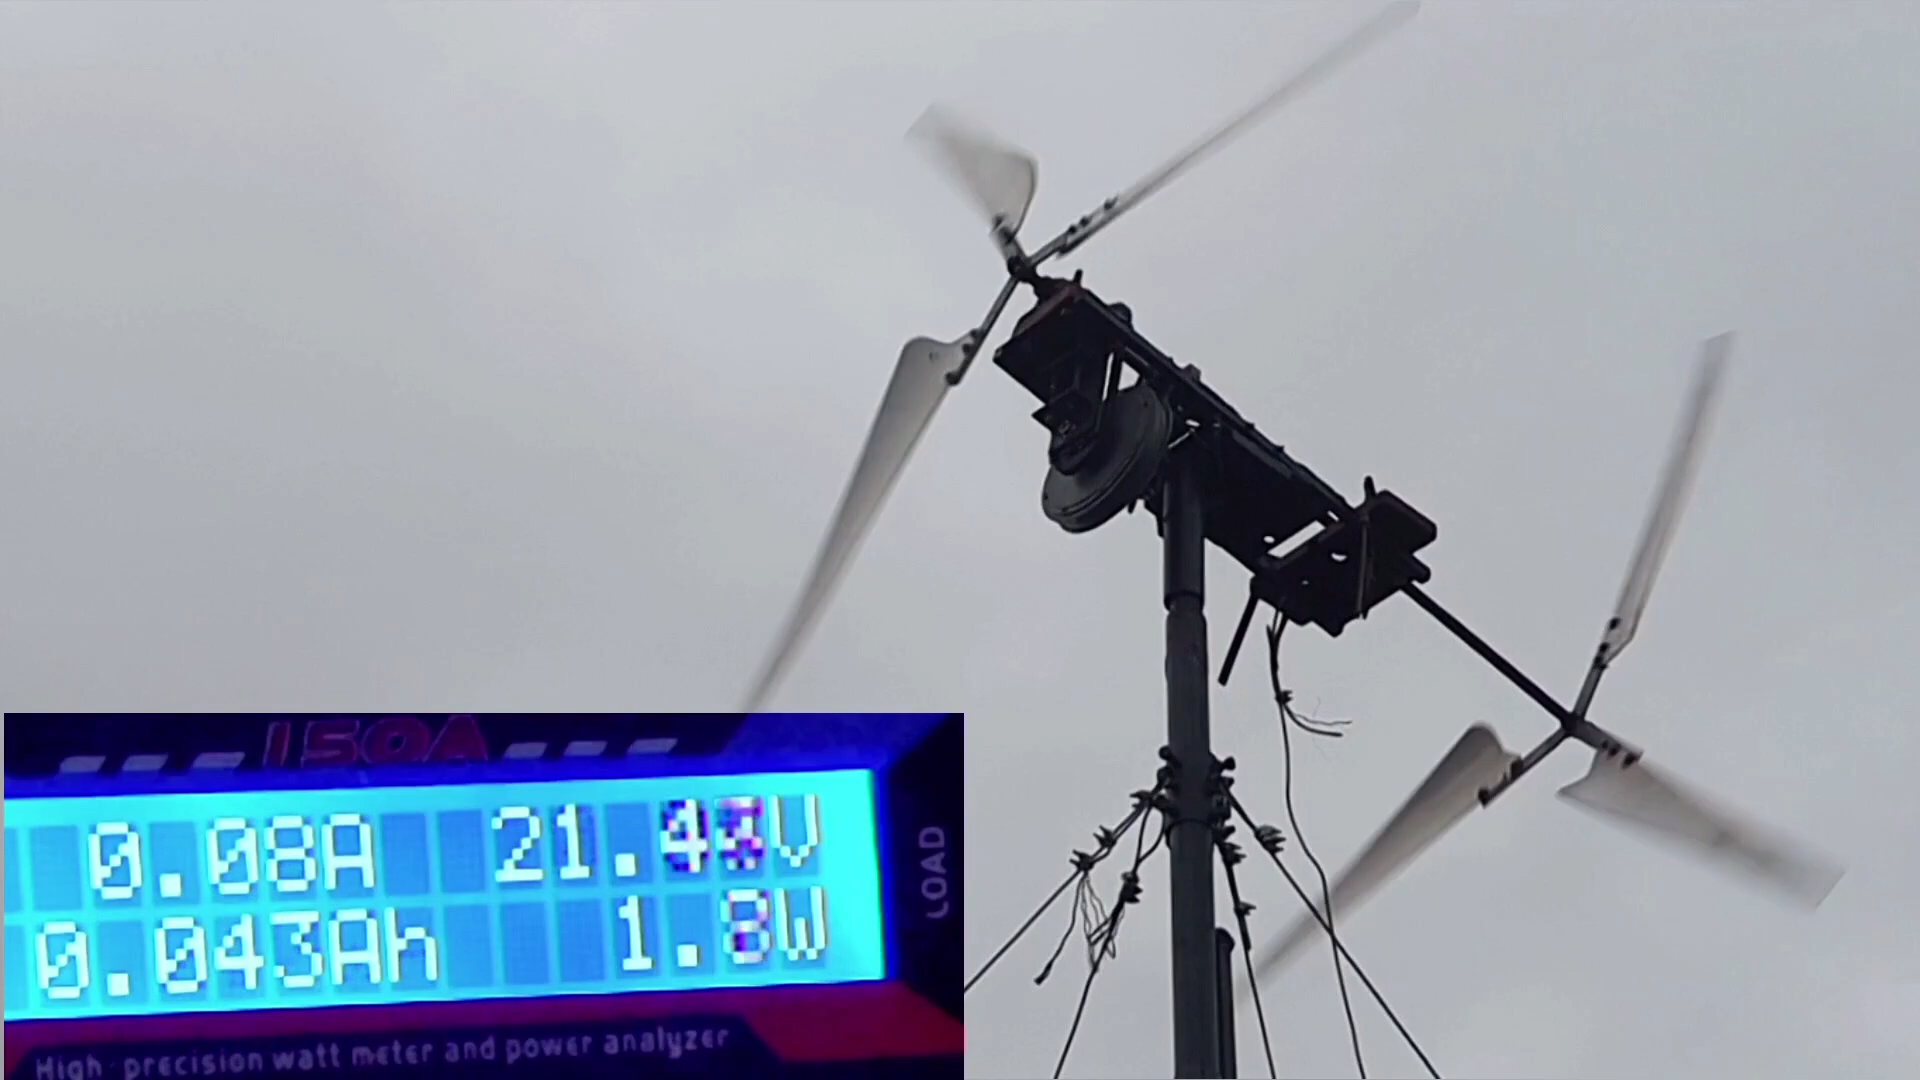 150A
0.08A 21.4 V
0.043Ah 1.8W
LOAD
High-precision watt meter and power analyzer